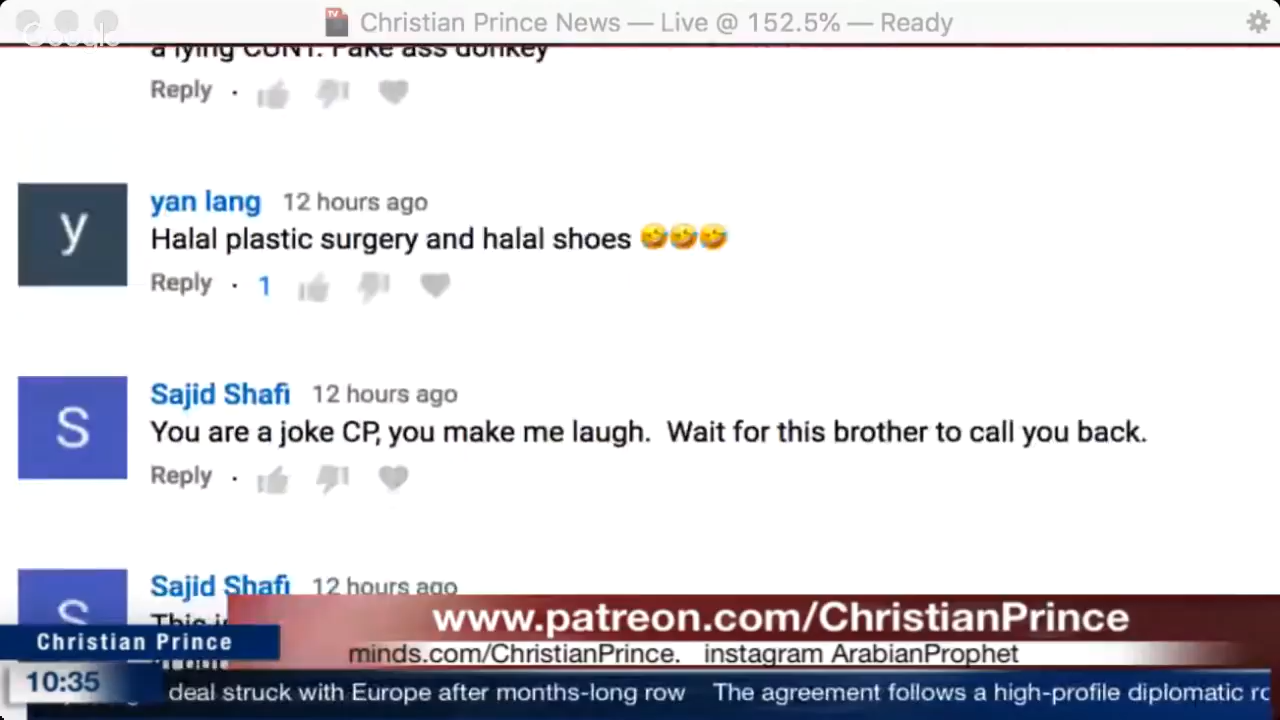 Christian Prince News — Live @ 152.5% — Ready
Google
a lying CUNT. Fake ass donkey
Reply ·
y
yan lang 12 hours ago
Halal plastic surgery and halal shoes 🤣🤣🤣
Reply · 1
S
Sajid Shafi 12 hours ago
You are a joke CP, you make me laugh. Wait for this brother to call you back.
Reply ·
S
Sajid Shafi 12 hours ago
www.patreon.com/ChristianPrince
Christian Prince
minds.com/ChristianPrince. instagram ArabianProphet
10:35
deal struck with Europe after months-long row The agreement follows a high-profile diplomatic